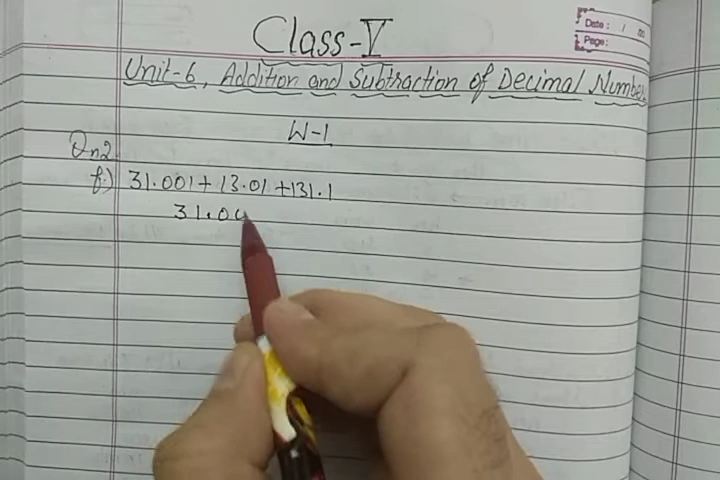 Class-V
Date: /
Page:
Unit-6, Addition and Subtraction of Decimal Number
W-1
Qn2.
f.) 31.001 + 13.01 + 131.1
31.00